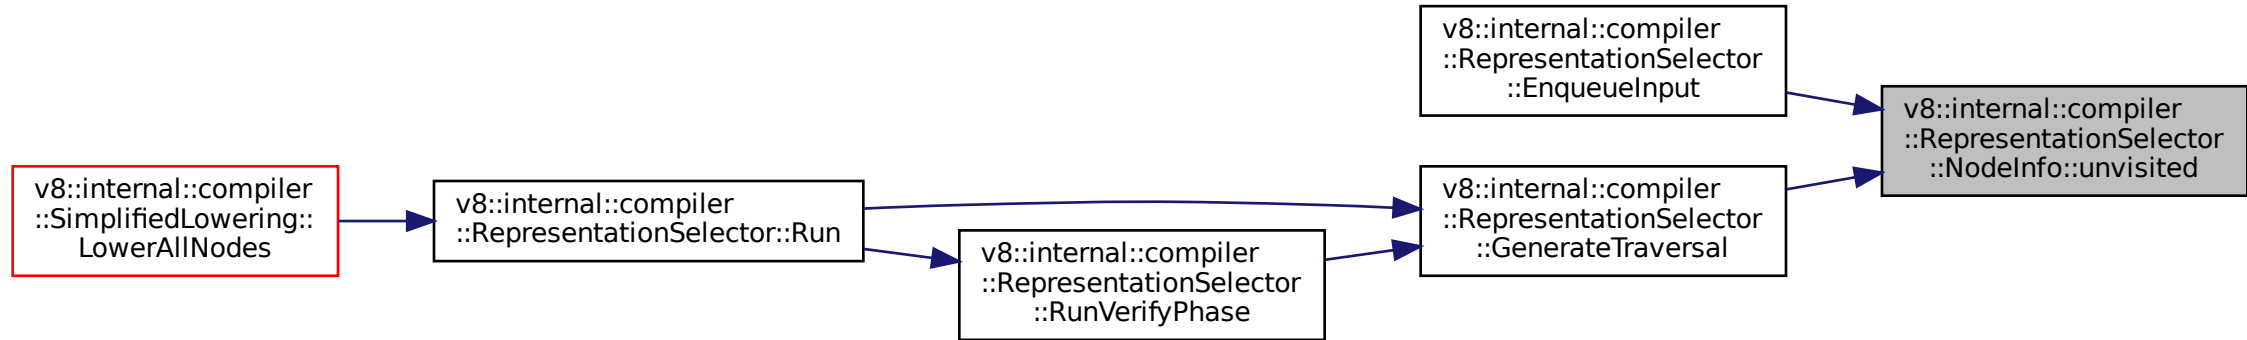 v8::internal::compiler
::RepresentationSelector
::EnqueueInput
v8::internal::compiler
::RepresentationSelector
::NodeInfo::unvisited
v8::internal::compiler
::SimplifiedLowering::
LowerAllNodes
v8::internal::compiler
::RepresentationSelector::Run
v8::internal::compiler
::RepresentationSelector
::GenerateTraversal
v8::internal::compiler
::RepresentationSelector
::RunVerifyPhase